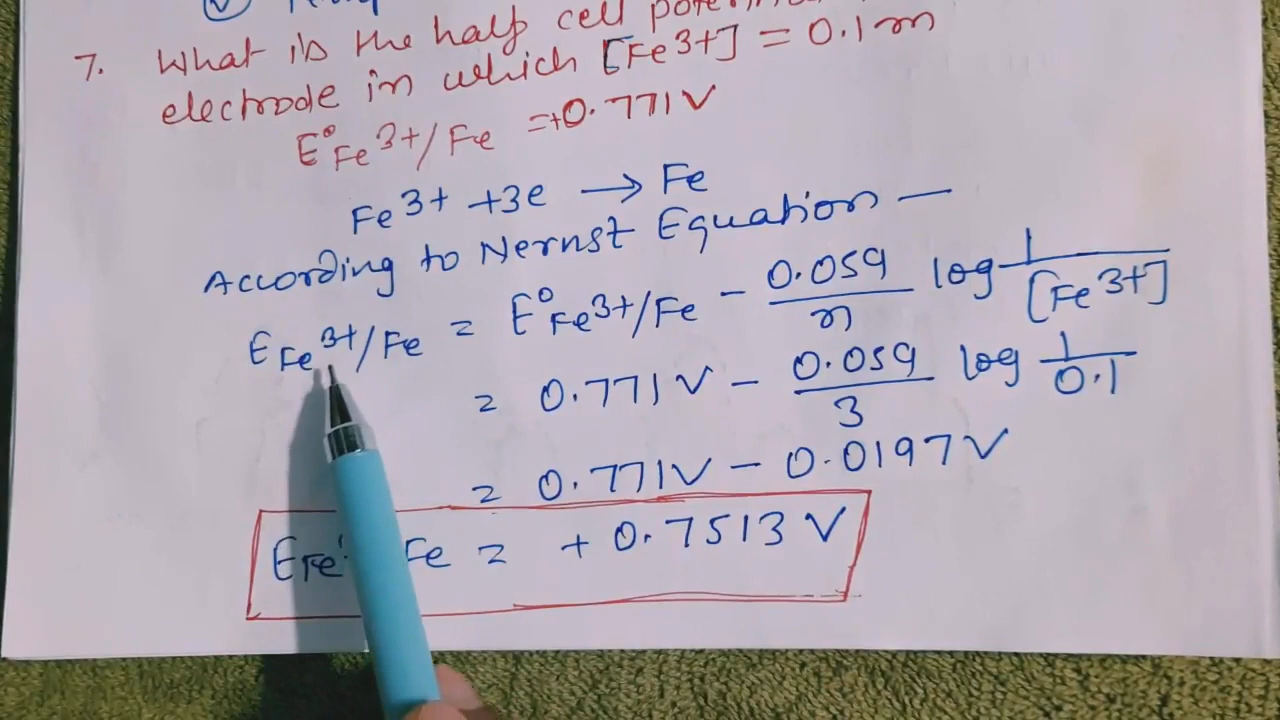 7. What is the half cell
electrode in which [Fe3+] = 0.1m
E°Fe3+/Fe =+0.771V
Fe3+ +3e → Fe
According to Nernst Equation —
EFe3+/Fe = E°Fe3+/Fe - 0.059/n log 1/[Fe3+]
= 0.771V - 0.059/3 log 1/0.1
= 0.771V - 0.0197V
EFe Fe = + 0.7513 V